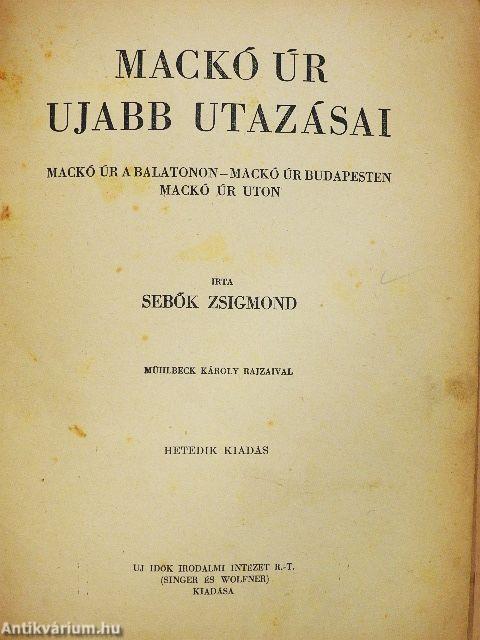 MACKÓ ÚR
UJABB UTAZÁSAI
MACKÓ ÚR A BALATONON – MACKÓ ÚR BUDAPESTEN
MACKÓ ÚR UTON
IRTA
SEBŐK ZSIGMOND
MÜHLBECK KÁROLY RAJZAIVAL
HETEDIK KIADÁS
UJ IDŐK IRODALMI INTÉZET R.-T.
(SINGER ÉS WOLFNER)
KIADÁSA
Antikvárium.hu